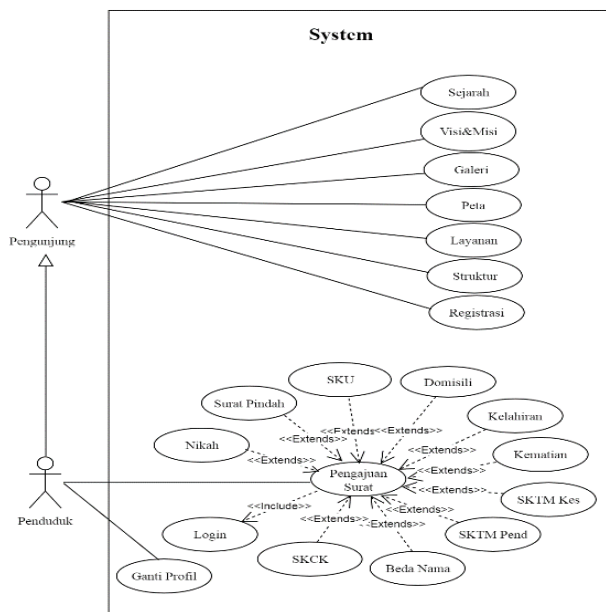 System
Sejarah
Visi&Misi
Galeri
Peta
Layanan
Struktur
Registrasi
Pengunjung
SKU
Domisili
Surat Pindah
Kelahiran
<<Extends
<<Extends>>
<<Extends>>
<<Extends>>
Nikah
Kematian
<<Extends>>
<<Extends>>
Pengajuan
Surat
<<Extends>>
SKTM Kes
Penduduk
<<Include>>
<<Extends>>
<<Extends>>
Login
SKTM Pend
SKCK
Beda Nama
Ganti Profil